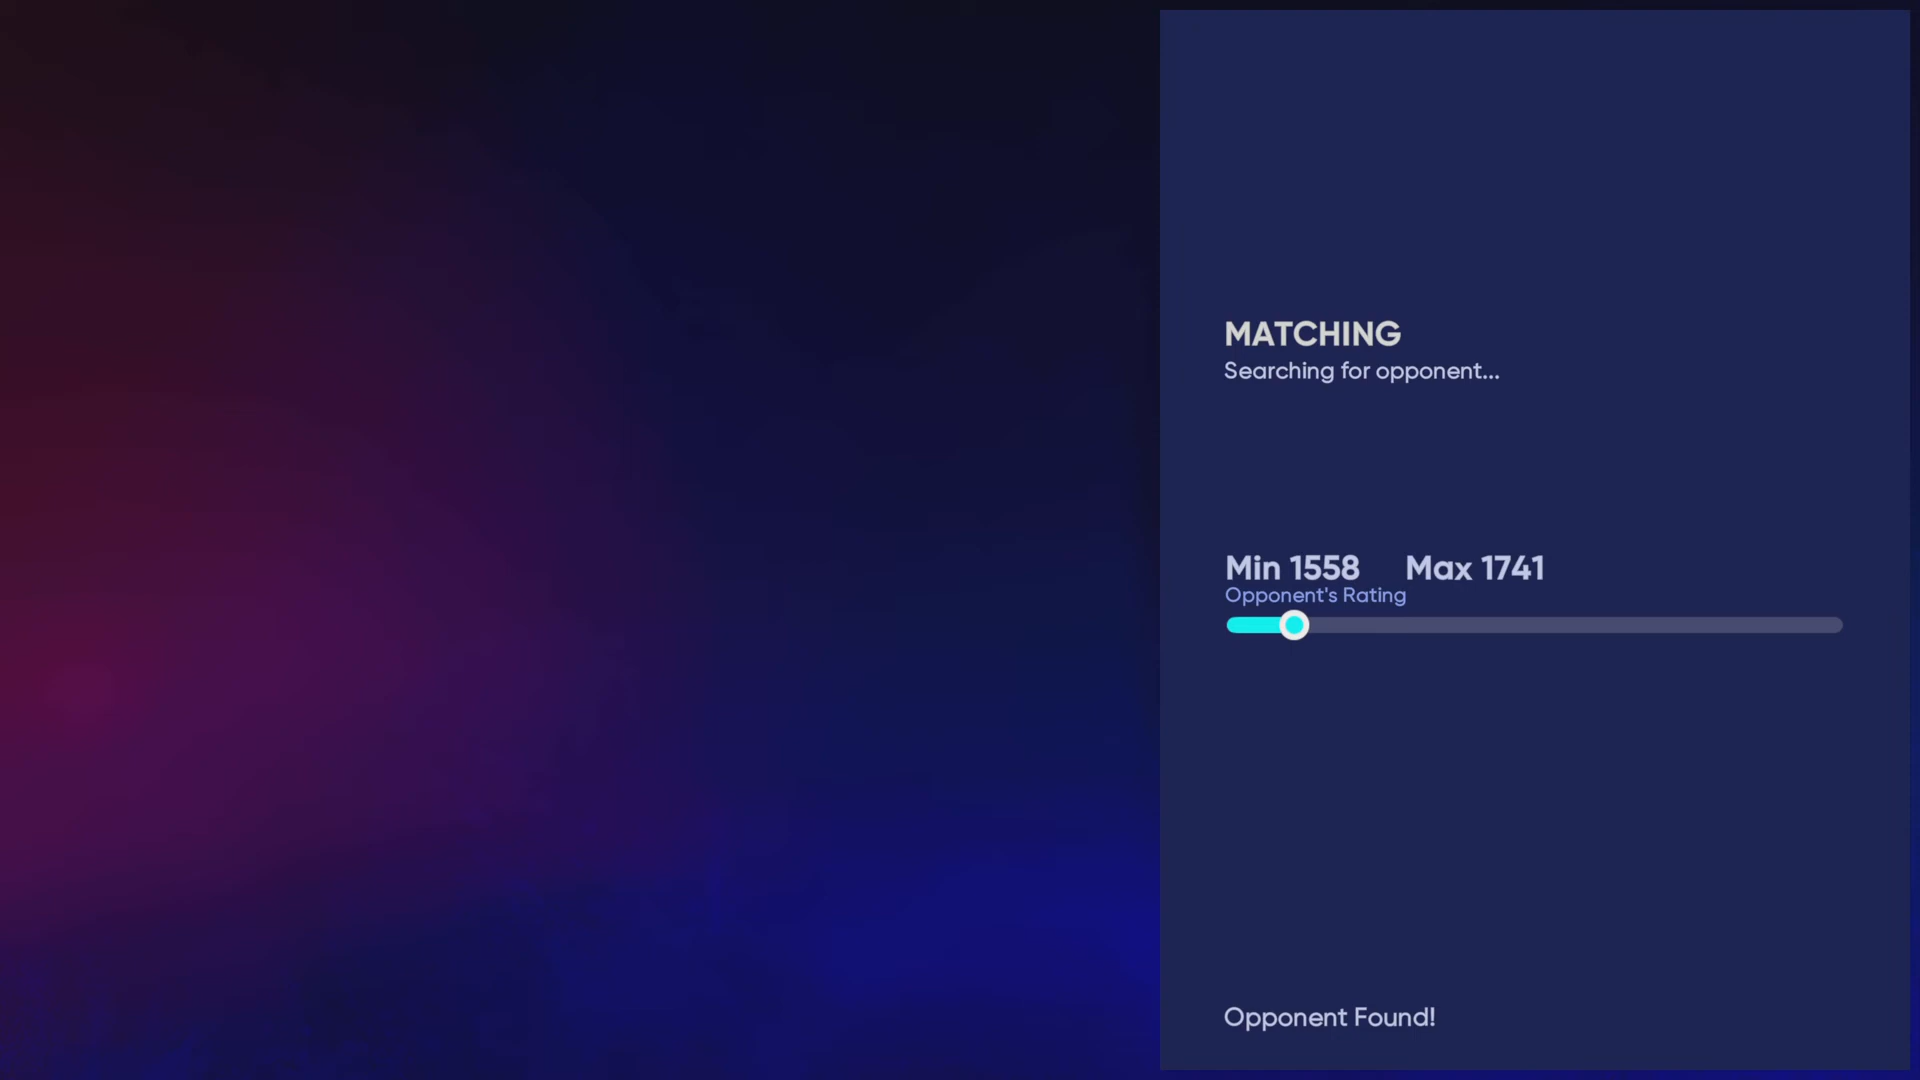 MATCHING
Searching for opponent...
Min 1558 Max 1741
Opponent's Rating
Opponent Found!